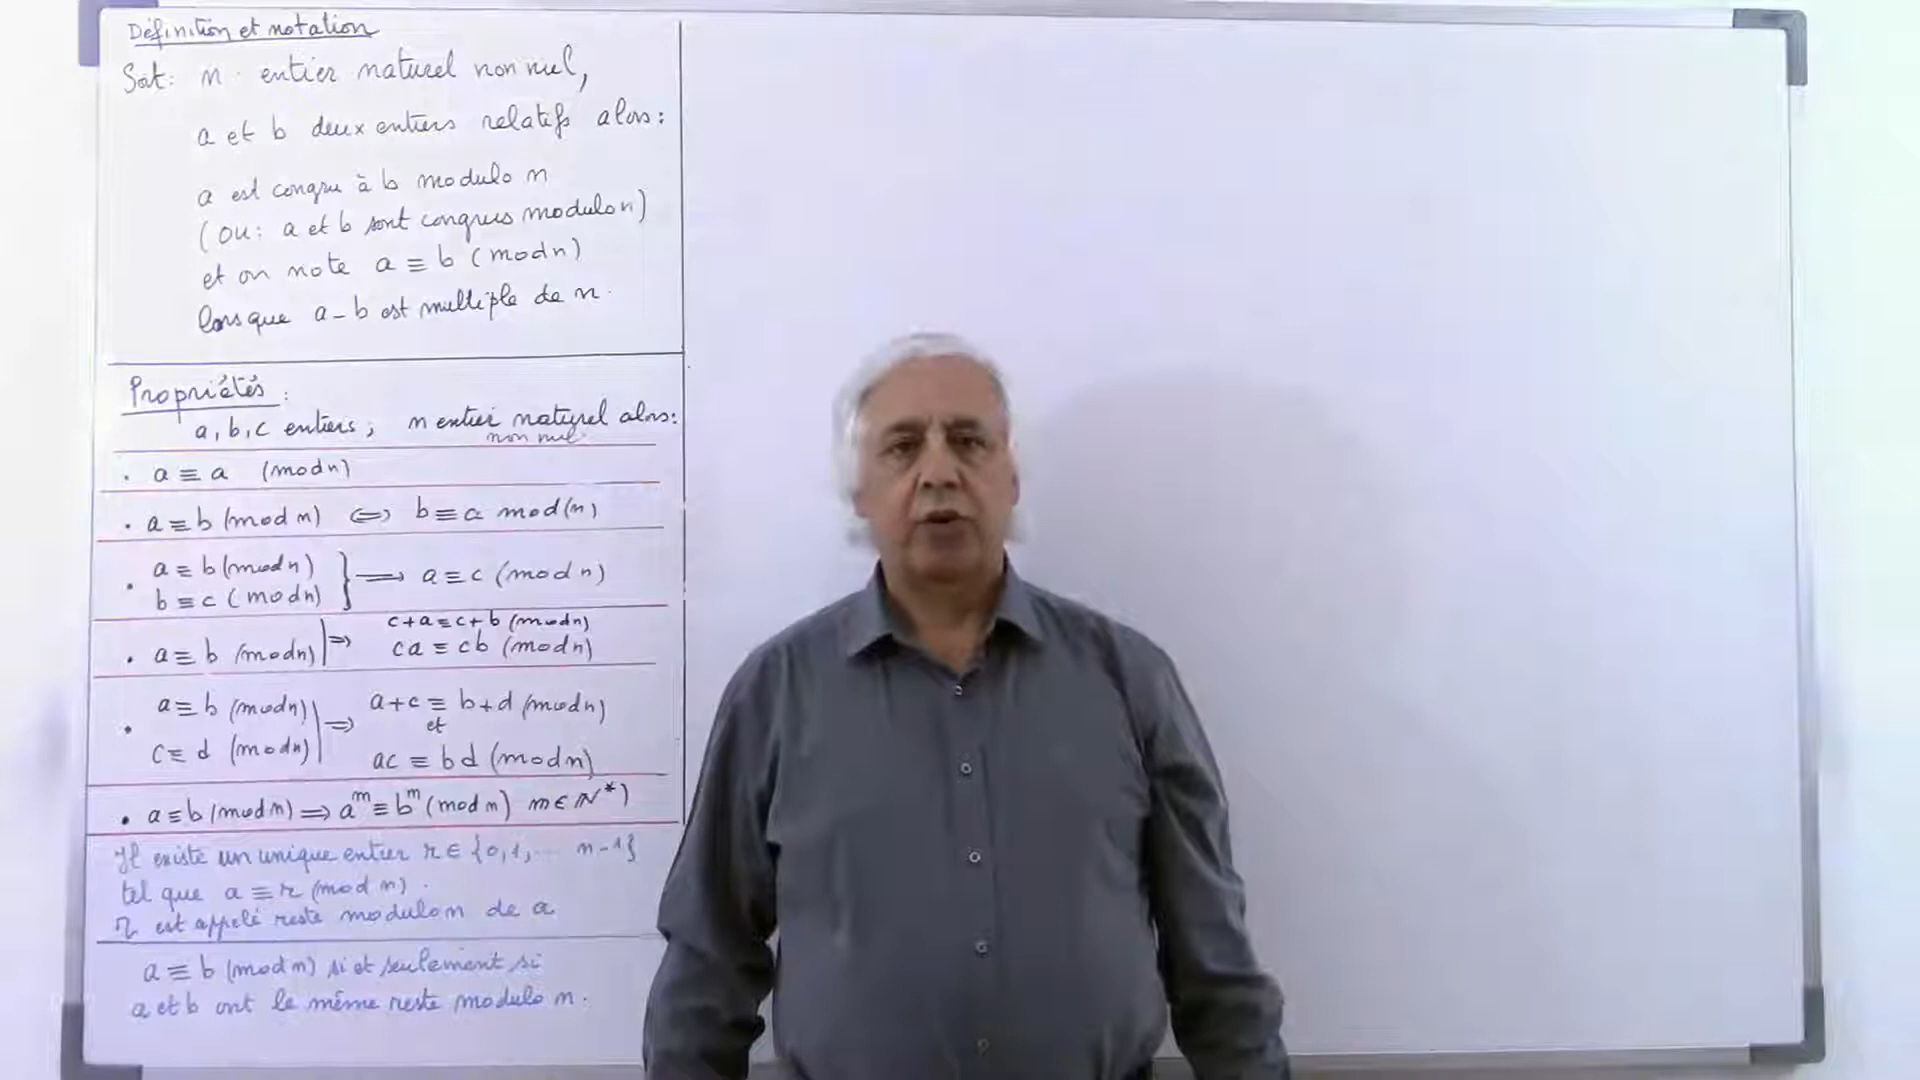 Définition et notation
Soit: n entier naturel non nul,
a et b deux entiers relatifs alors:
a est congru à b modulo n
(ou: a et b sont congrus modulo n)
et on note a ≡ b (mod n)
lorsque a - b est multiple de n.
Propriétés:
a, b, c entiers; n entier naturel alors:
non nul
• a ≡ a (mod n)
• a ≡ b (mod n) ⟺ b ≡ a mod(n)
• a ≡ b (mod n) } ⟹ a ≡ c (mod n)
b ≡ c (mod n)
c+a ≡ c+b (mod n)
• a ≡ b (mod n) | ⟹ ca ≡ cb (mod n)
• a ≡ b (mod n) | ⟹ a+c ≡ b+d (mod n)
et
c ≡ d (mod n) ac ≡ bd (mod n)
• a ≡ b (mod n) ⟹ a^m ≡ b^m (mod n) m ∈ N*)
Il existe un unique entier r ∈ {0, 1, ... n-1}
tel que a ≡ r (mod n).
r est appelé reste modulo n de a
a ≡ b (mod n) si et seulement si
a et b ont le même reste modulo n.